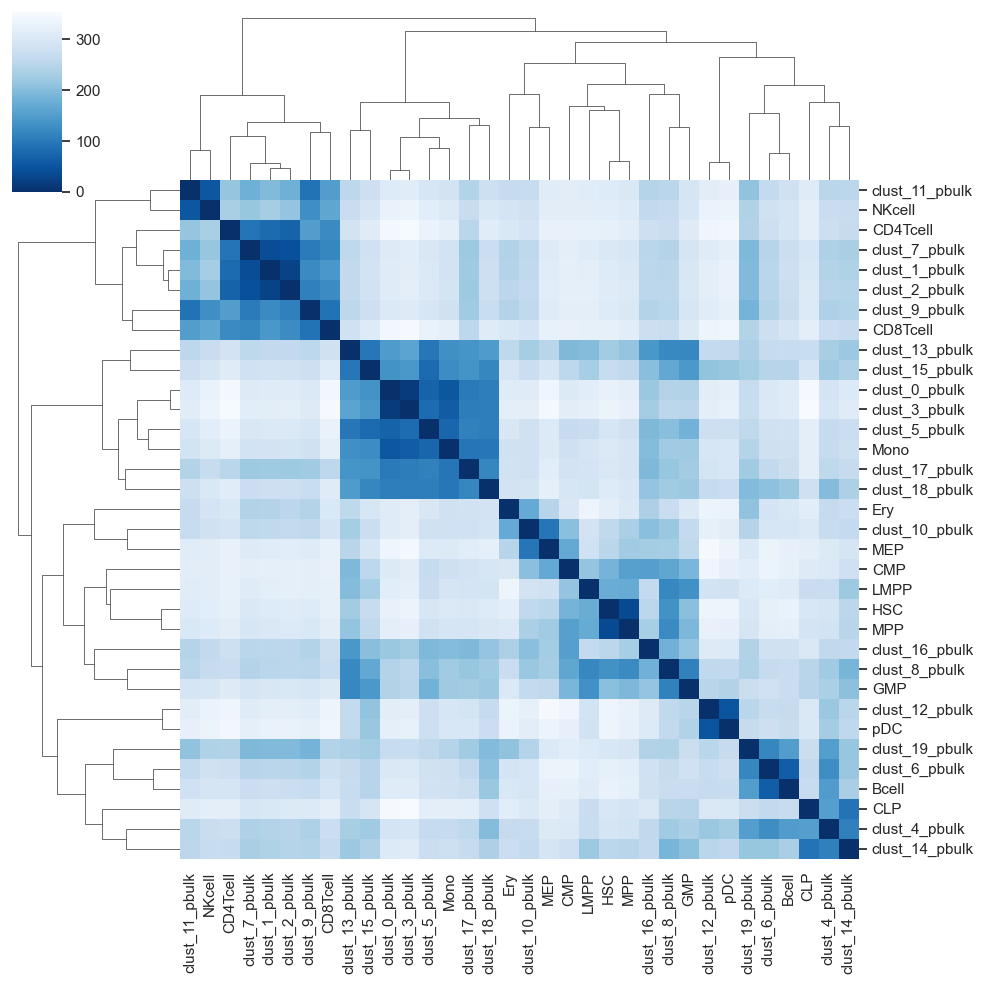 300
200
100
0
clust_11_pbulk
NKcell
CD4Tcell
clust_7_pbulk
clust_1_pbulk
clust_2_pbulk
clust_9_pbulk
CD8Tcell
clust_13_pbulk
clust_15_pbulk
clust_0_pbulk
clust_3_pbulk
clust_5_pbulk
Mono
clust_17_pbulk
clust_18_pbulk
Ery
clust_10_pbulk
MEP
CMP
LMPP
HSC
MPP
clust_16_pbulk
clust_8_pbulk
GMP
clust_12_pbulk
pDC
clust_19_pbulk
clust_6_pbulk
Bcell
CLP
clust_4_pbulk
clust_14_pbulk
clust_11_pbulk
NKcell
CD4Tcell
clust_7_pbulk
clust_1_pbulk
clust_2_pbulk
clust_9_pbulk
CD8Tcell
clust_13_pbulk
clust_15_pbulk
clust_0_pbulk
clust_3_pbulk
clust_5_pbulk
Mono
clust_17_pbulk
clust_18_pbulk
Ery
clust_10_pbulk
MEP
CMP
LMPP
HSC
MPP
clust_16_pbulk
clust_8_pbulk
GMP
clust_12_pbulk
pDC
clust_19_pbulk
clust_6_pbulk
Bcell
CLP
clust_4_pbulk
clust_14_pbulk